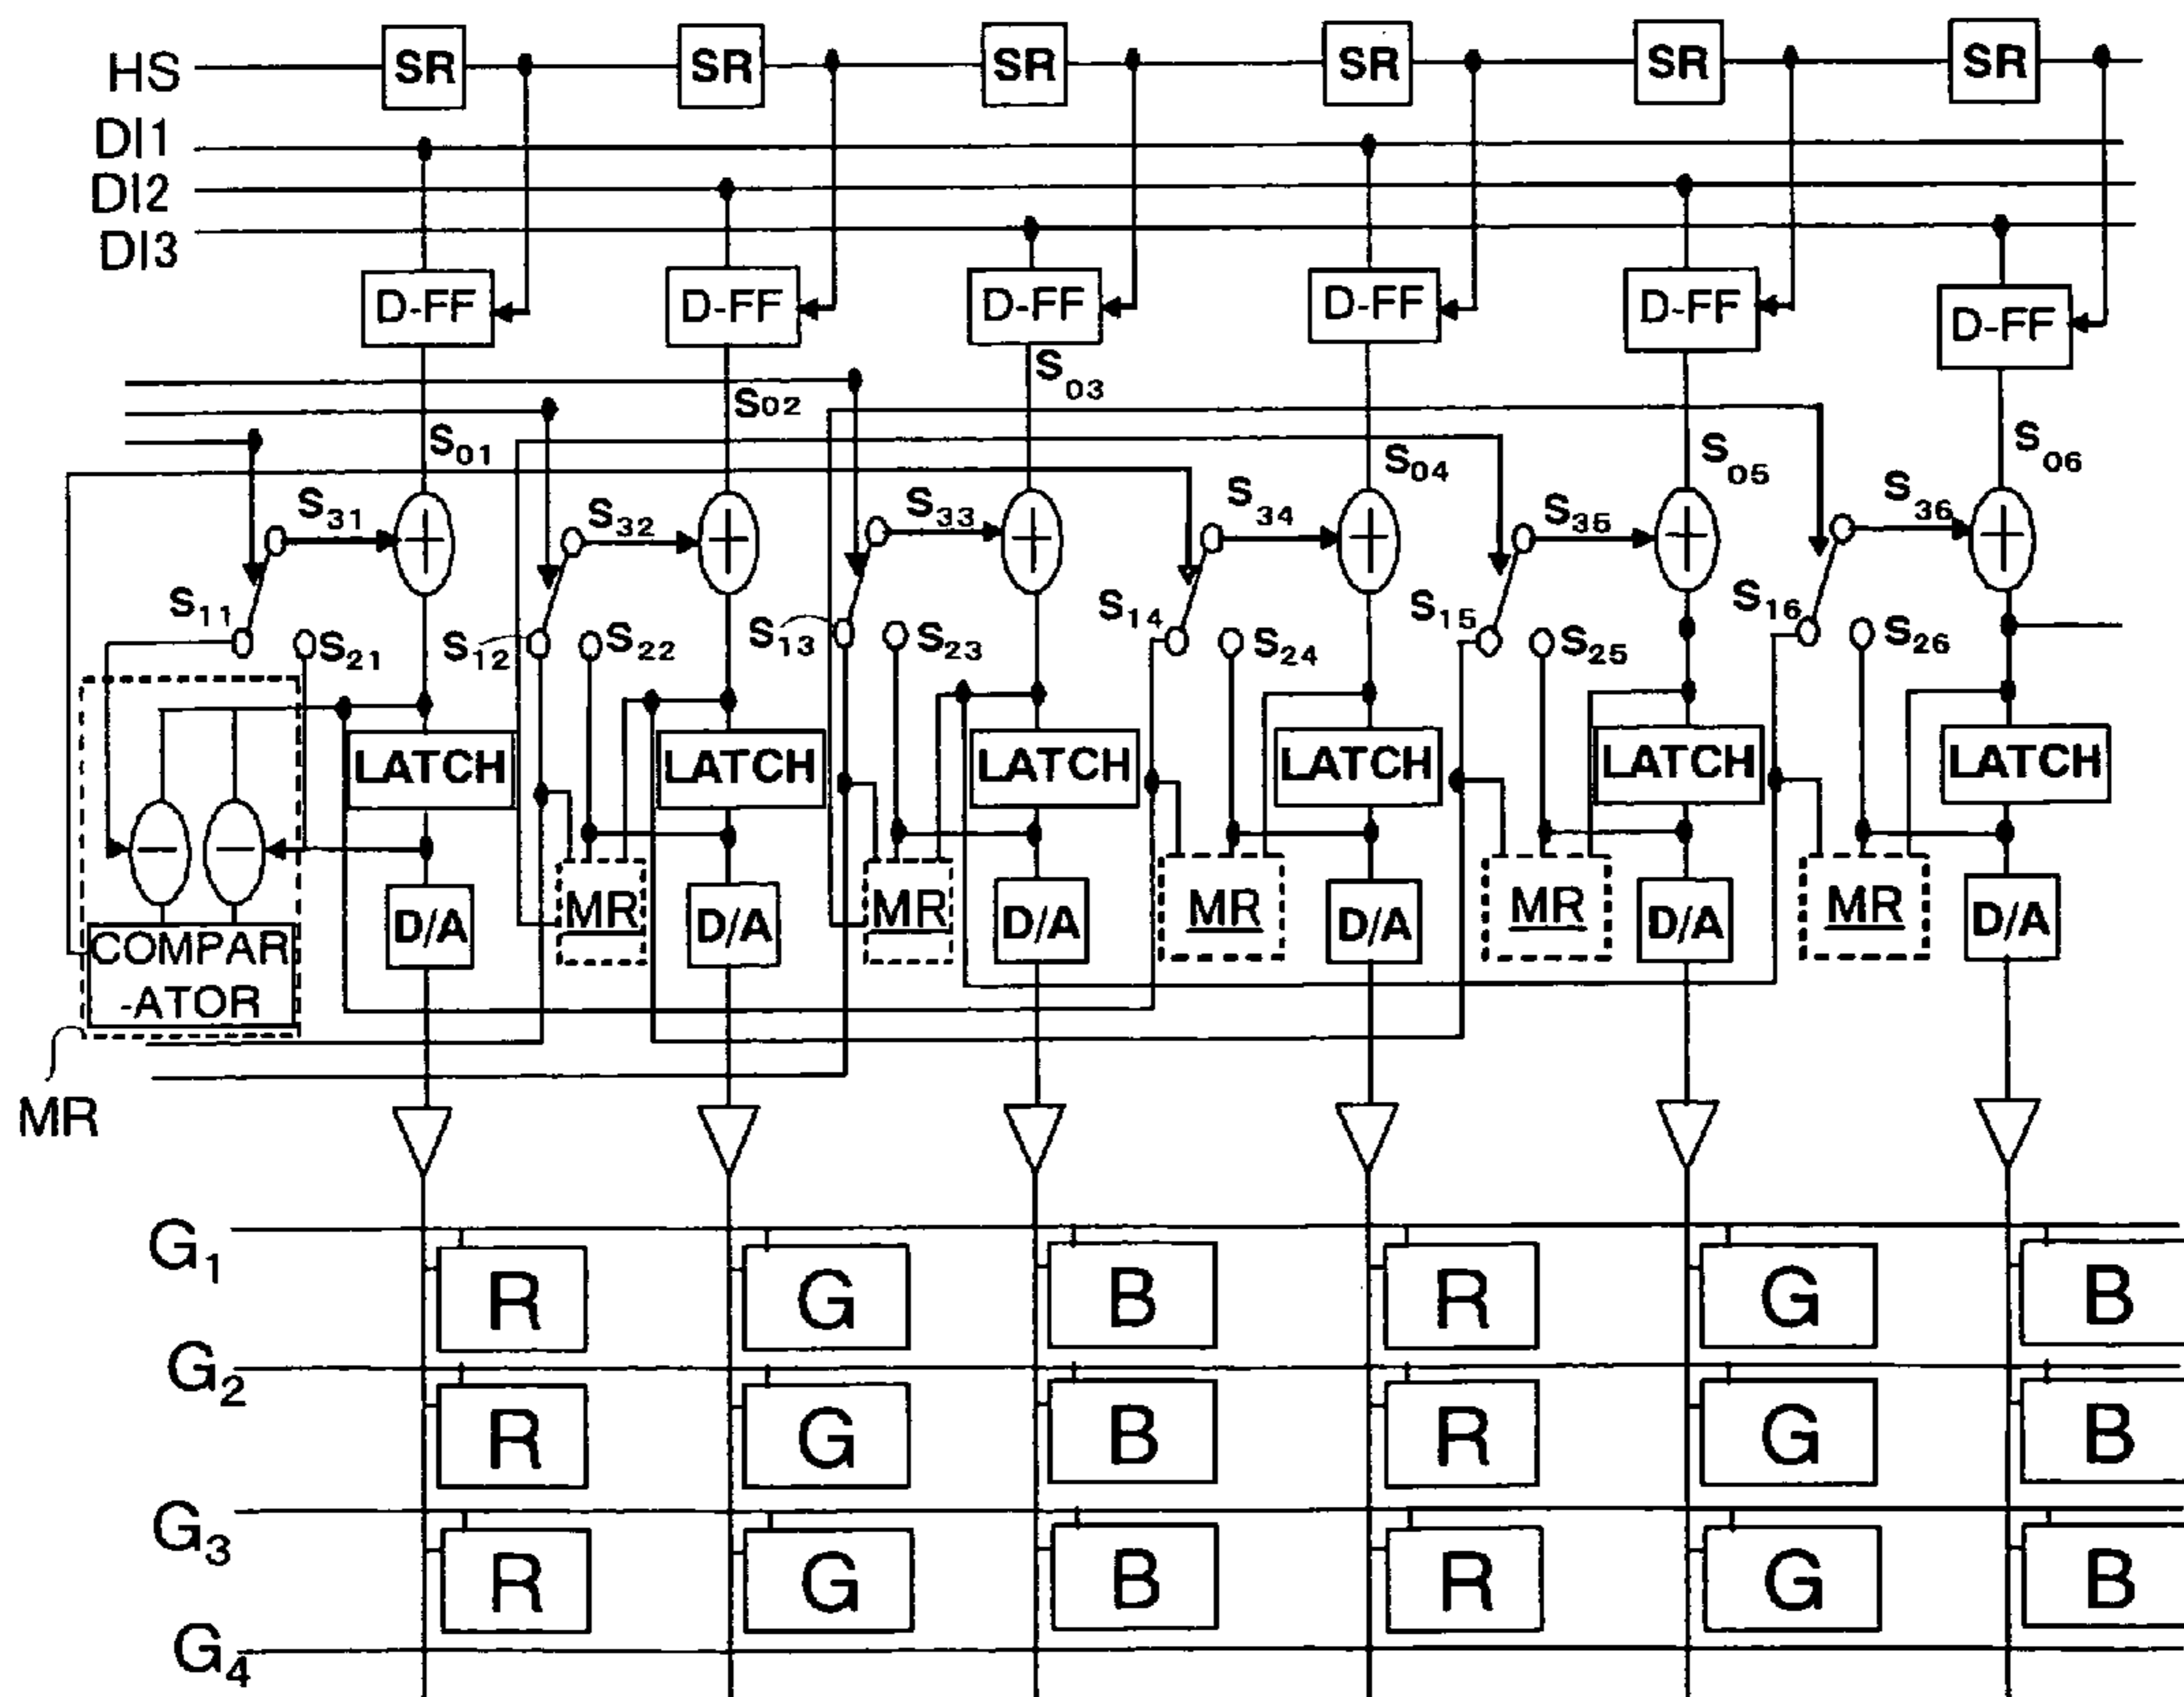 HS SR SR SR SR SR SR
DI1
DI2
DI3
D-FF D-FF D-FF D-FF D-FF D-FF
S03
S02
S01 S04 S05 S06
S31 S32 S33 S34 S35 S36
S11 S21 S12 S22 S13 S23 S14 S24 S15 S25 S16 S26
LATCH LATCH LATCH LATCH LATCH LATCH
MR MR MR MR MR
D/A D/A D/A D/A D/A D/A
COMPAR
-ATOR
MR
G1
R G B R G B
G2
R G B R G B
G3
R G B R G B
G4